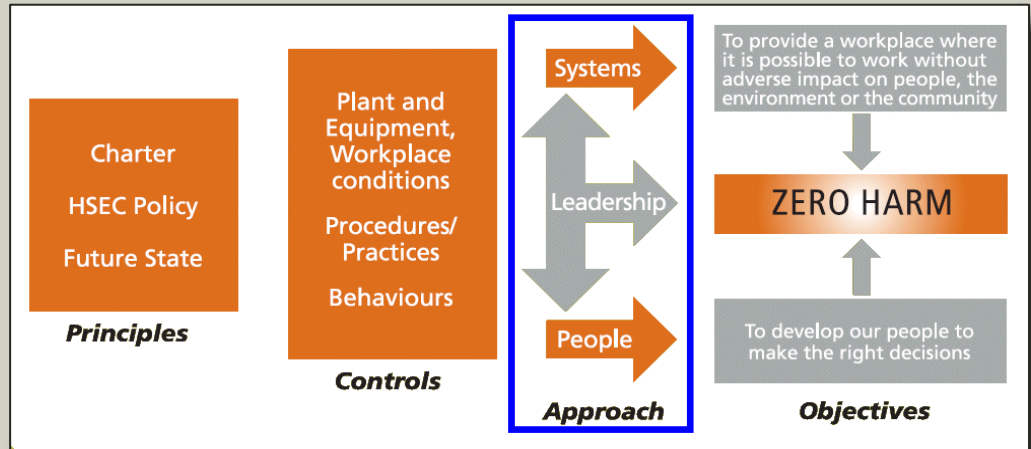 Charter
HSEC Policy
Future State
Principles
Plant and
Equipment,
Workplace
conditions
Procedures/
Practices
Behaviours
Controls
Systems
Leadership
People
Approach
To provide a workplace where
it is possible to work without
adverse impact on people, the
environment or the community
ZERO HARM
To develop our people to
make the right decisions
Objectives